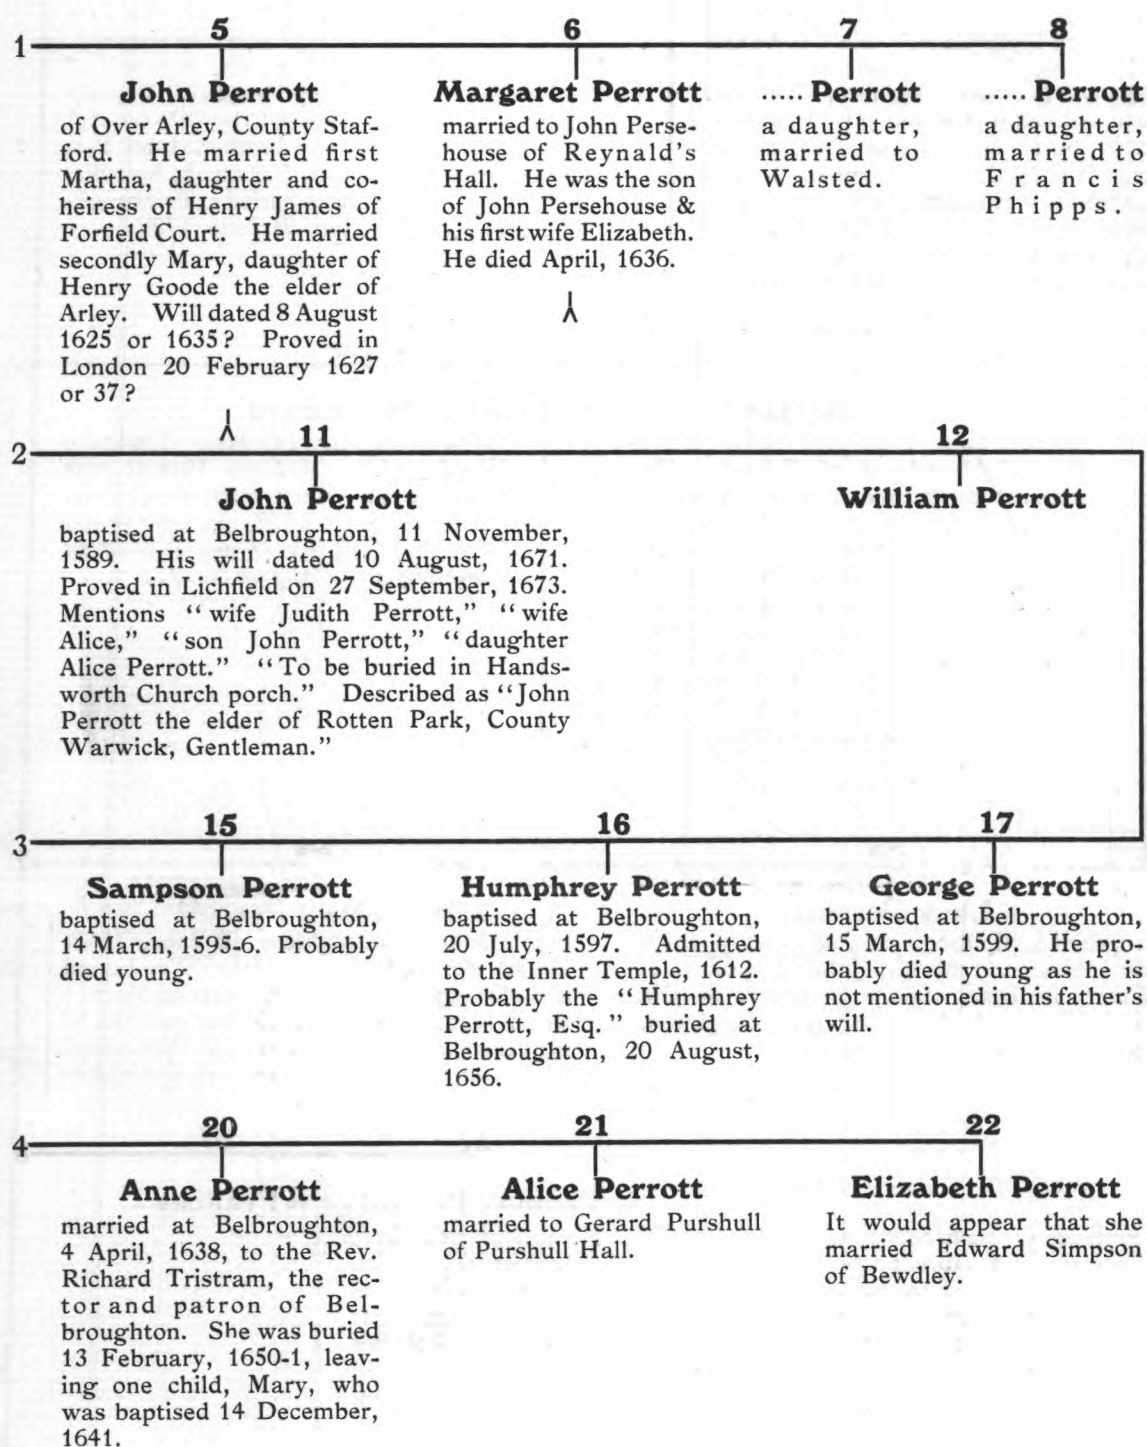 1 5 6 7 8
John Perrott
of Over Arley, County Staf-
ford. He married first
Martha, daughter and co-
heiress of Henry James of
Forfield Court. He married
secondly Mary, daughter of
Henry Goode the elder of
Arley. Will dated 8 August
1625 or 1635? Proved in
London 20 February 1627
or 37?
Margaret Perrott
married to John Perse-
house of Reynald's
Hall. He was the son
of John Persehouse &
his first wife Elizabeth.
He died April, 1636.
..... Perrott
a daughter,
married to
Walsted.
..... Perrott
a daughter,
married to
Francis
Phipps.
2 11 12
John Perrott
baptised at Belbroughton, 11 November,
1589. His will dated 10 August, 1671.
Proved in Lichfield on 27 September, 1673.
Mentions "wife Judith Perrott," "wife
Alice," "son John Perrott," "daughter
Alice Perrott." "To be buried in Hands-
worth Church porch." Described as "John
Perrott the elder of Rotten Park, County
Warwick, Gentleman."
William Perrott
3 15 16 17
Sampson Perrott
baptised at Belbroughton,
14 March, 1595-6. Probably
died young.
Humphrey Perrott
baptised at Belbroughton,
20 July, 1597. Admitted
to the Inner Temple, 1612.
Probably the "Humphrey
Perrott, Esq." buried at
Belbroughton, 20 August,
1656.
George Perrott
baptised at Belbroughton,
15 March, 1599. He pro-
bably died young as he is
not mentioned in his father's
will.
4 20 21 22
Anne Perrott
married at Belbroughton,
4 April, 1638, to the Rev.
Richard Tristram, the rec-
tor and patron of Bel-
broughton. She was buried
13 February, 1650-1, leav-
ing one child, Mary, who
was baptised 14 December,
1641.
Alice Perrott
married to Gerard Purshull
of Purshull Hall.
Elizabeth Perrott
It would appear that she
married Edward Simpson
of Bewdley.